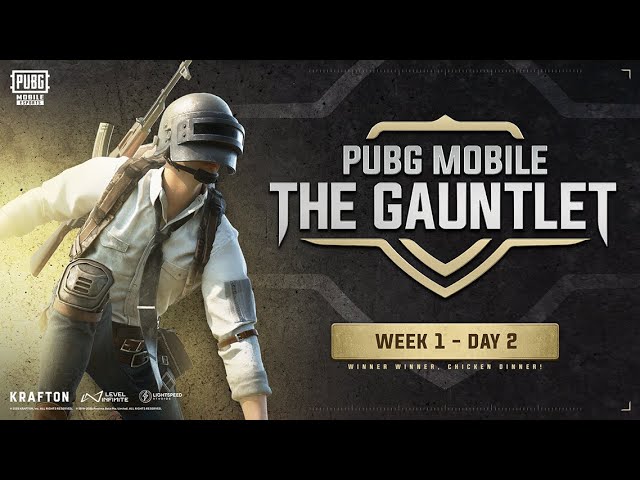 PUBG
MOBILE
ESPORTS
PUBG MOBILE
THE GAUNTLET
WEEK 1 - DAY 2
WINNER WINNER, CHICKEN DINNER!
KRAFTON
LEVEL
INFINITE
LIGHTSPEED
STUDIOS